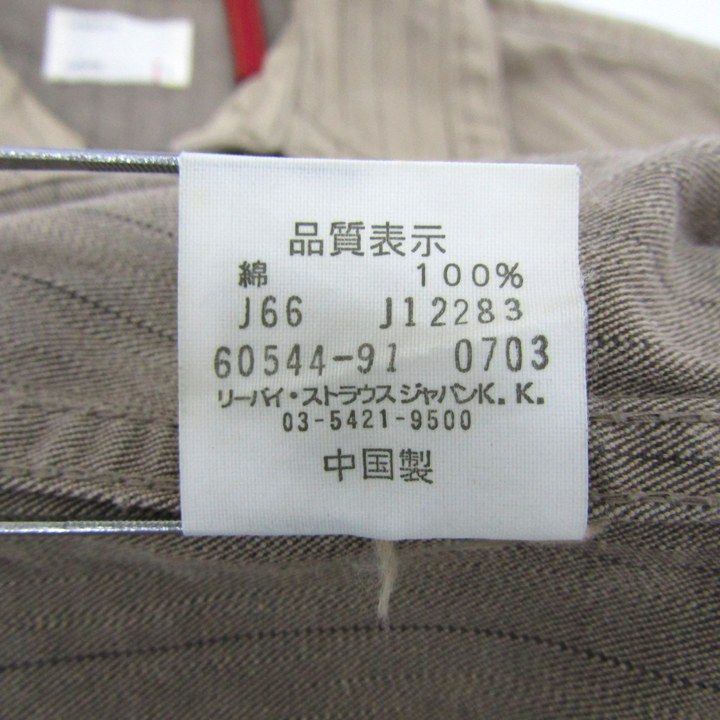 品質表示
綿 100%
J66 J12283
60544-91 0703
リーバイ・ストラウスジャパンK.K.
03-5421-9500
中国製